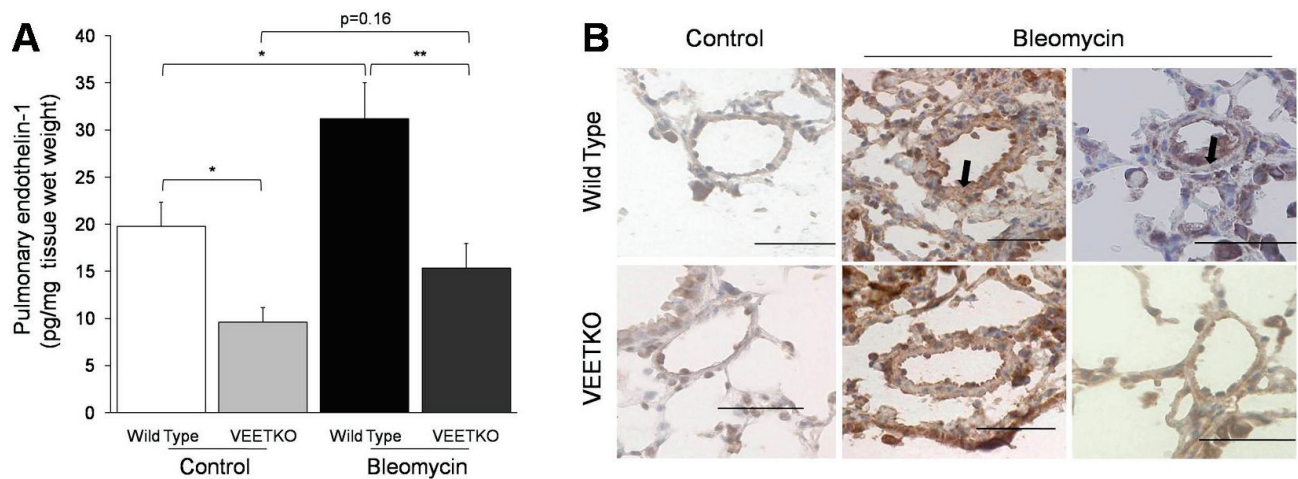 A
Pulmonary endothelin-1
(pg/mg tissue wet weight)
40
35
30
25
20
15
10
5
0
p=0.16
*
**
*
Wild Type
VEETKO
Wild Type
VEETKO
Control
Bleomycin
B
Control
Bleomycin
Wild Type
VEETKO